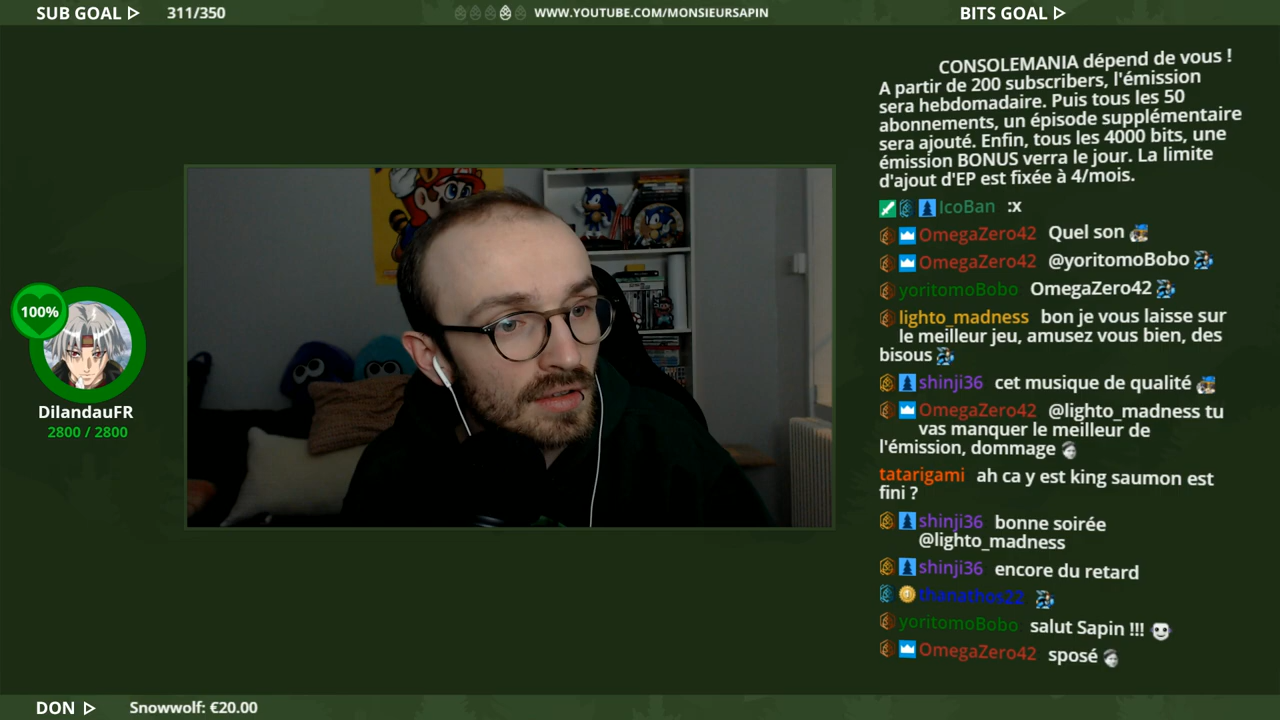 SUB GOAL 311/350 WWW.YOUTUBE.COM/MONSIEURSAPIN BITS GOAL
CONSOLEMANIA dépend de vous !
A partir de 200 subscribers, l'émission
sera hebdomadaire. Puis tous les 50
abonnements, un épisode supplémentaire
sera ajouté. Enfin, tous les 4000 bits, une
émission BONUS verra le jour. La limite
d'ajout d'EP est fixée à 4/mois.
IcoBan :x
OmegaZero42 Quel son
OmegaZero42 @yoritomoBobo
yoritomoBobo OmegaZero42
lighto_madness bon je vous laisse sur
le meilleur jeu, amusez vous bien, des
bisous
shinji36 cet musique de qualité
OmegaZero42 @lighto_madness tu
vas manquer le meilleur de
l'émission, dommage
tatarigami ah ca y est king saumon est
fini ?
shinji36 bonne soirée
@lighto_madness
shinji36 encore du retard
thanathos22
yoritomoBobo salut Sapin !!!
OmegaZero42 sposé
100%
DilandauFR
2800 / 2800
DON Snowwolf: €20.00